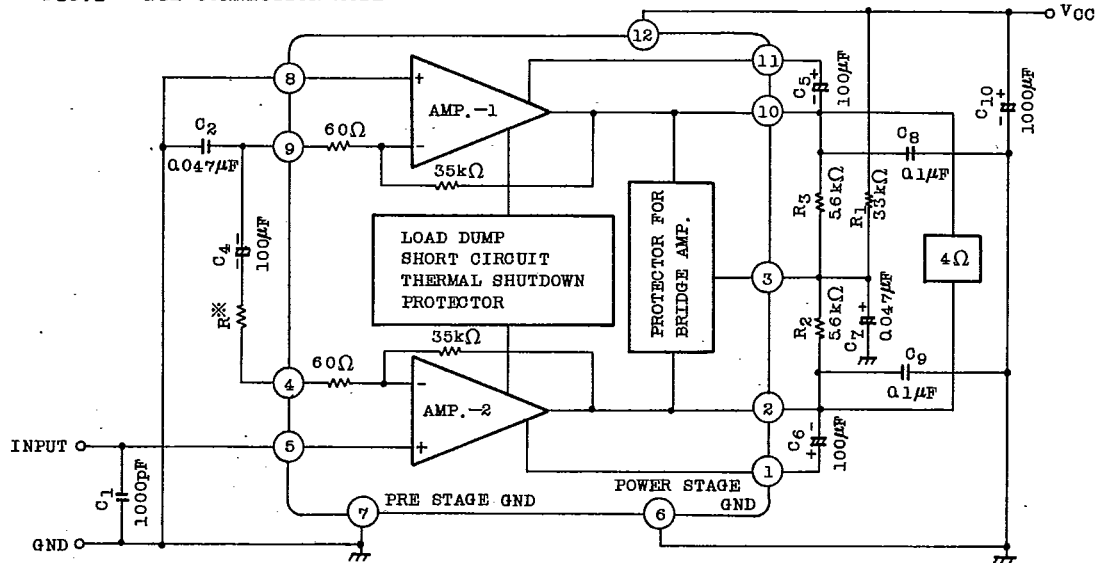 VCC
12
11
8
C5
+
-
100μF
C10
+
-
1000μF
+
AMP.-1
10
C2
60Ω
-
C8
0.047μF
9
0.1μF
35kΩ
R3
5.6kΩ
R1
33kΩ
C4
-
100μF
LOAD DUMP
SHORT CIRCUIT
THERMAL SHUTDOWN
PROTECTOR
PROTECTOR FOR
BRIDGE AMP.
4Ω
3
R※
R2
5.6kΩ
C7
+
0.047μF
35kΩ
C9
4
60Ω
-
0.1μF
AMP.-2
2
INPUT
5
+
C6
-
+
100μF
1
C1
1000pF
PRE STAGE GND
POWER STAGE
GND
7
6
GND